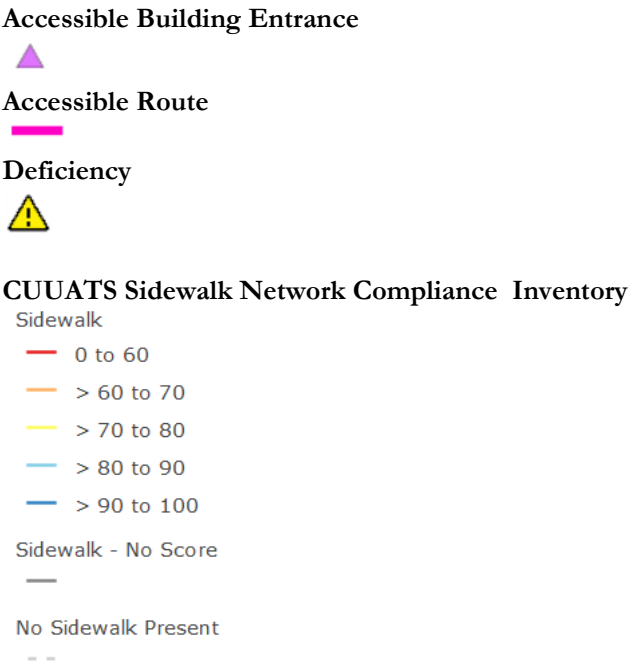 Accessible Building Entrance
Accessible Route
Deficiency
CUUATS Sidewalk Network Compliance Inventory
Sidewalk
0 to 60
> 60 to 70
> 70 to 80
> 80 to 90
> 90 to 100
Sidewalk - No Score
No Sidewalk Present